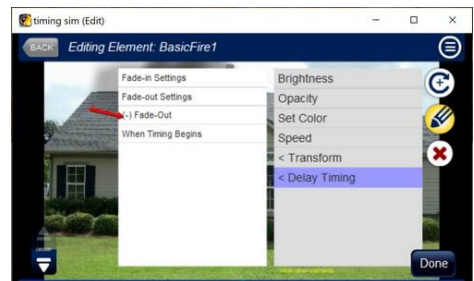 timing sim (Edit)
BACK
Editing Element: BasicFire1
Fade-in Settings
Fade-out Settings
(-) Fade-Out
When Timing Begins
Brightness
Opacity
Set Color
Speed
< Transform
< Delay Timing
Done